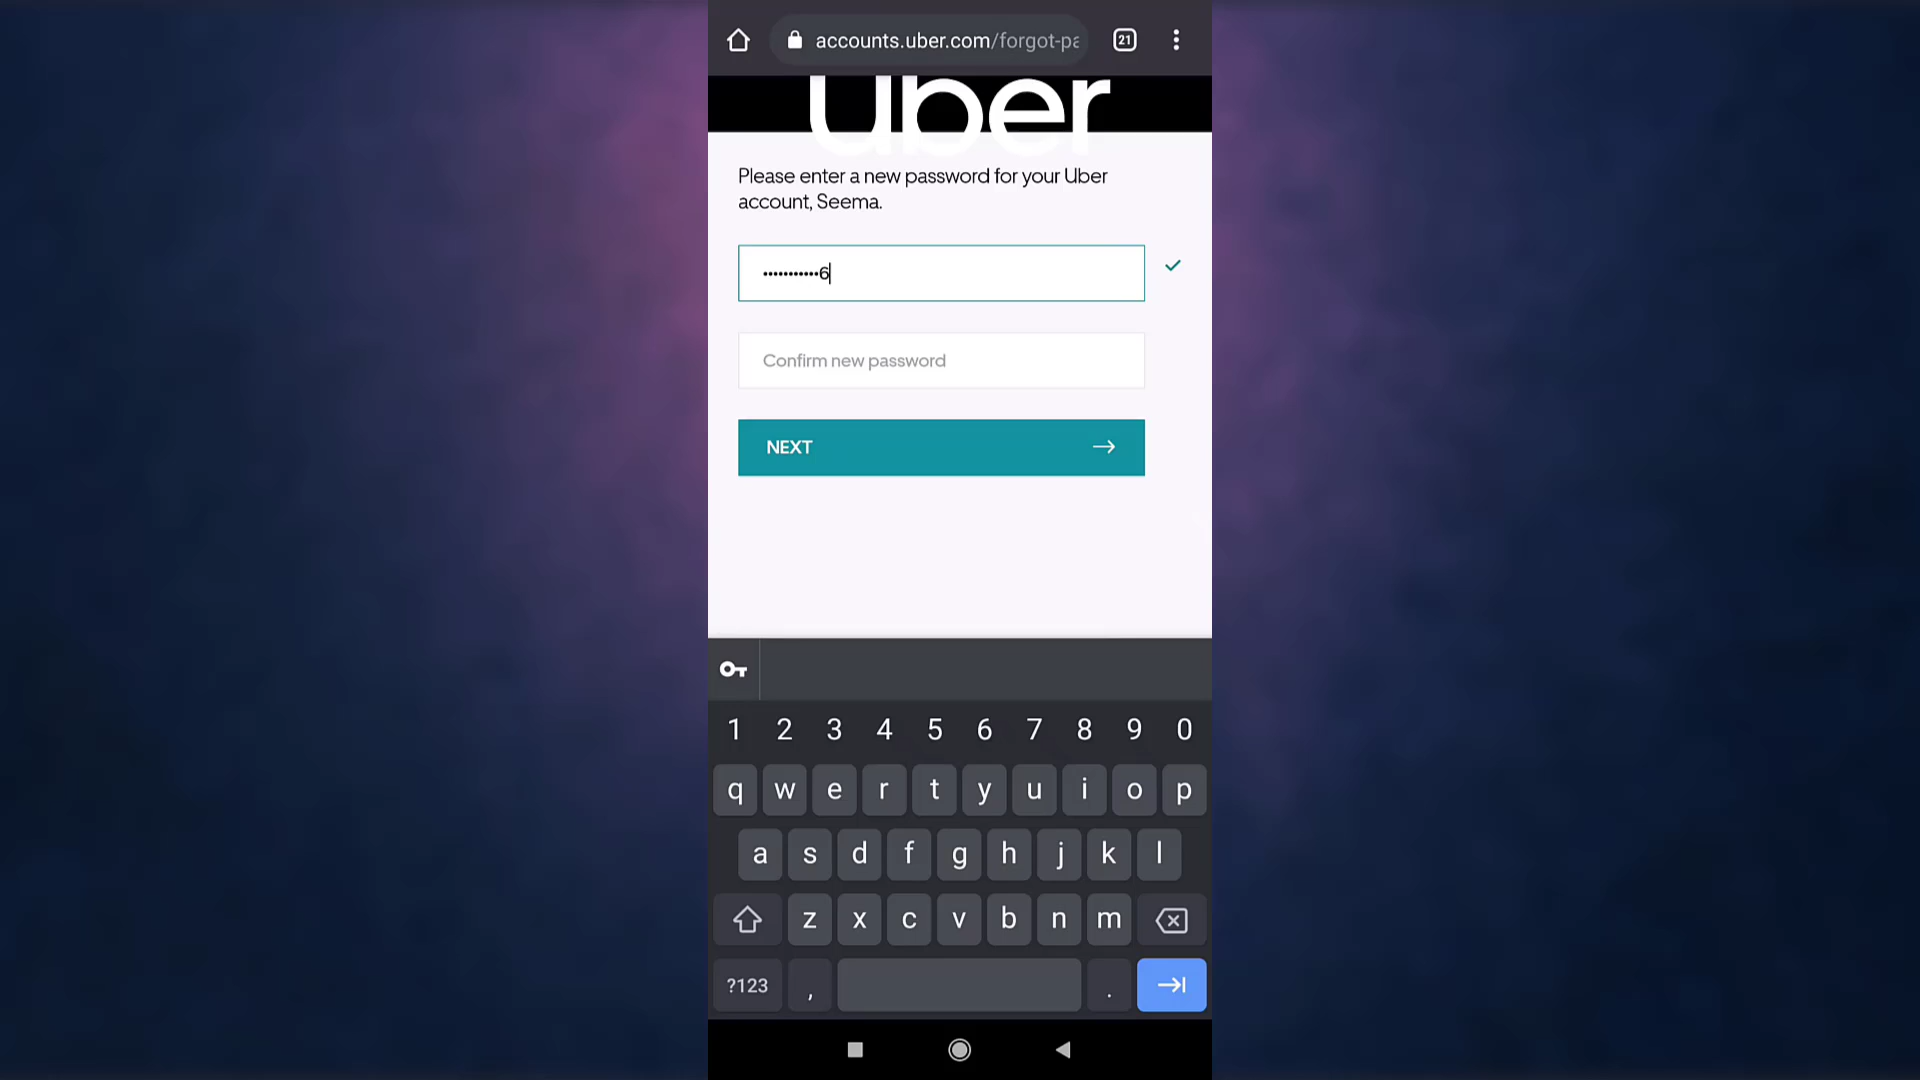 accounts.uber.com/forgot-pa
21
Uber
Please enter a new password for your Uber
account, Seema.
•••••••••••6
Confirm new password
NEXT
1 2 3 4 5 6 7 8 9 0
q w e r t y u i o p
a s d f g h j k l
z x c v b n m
?123 , .